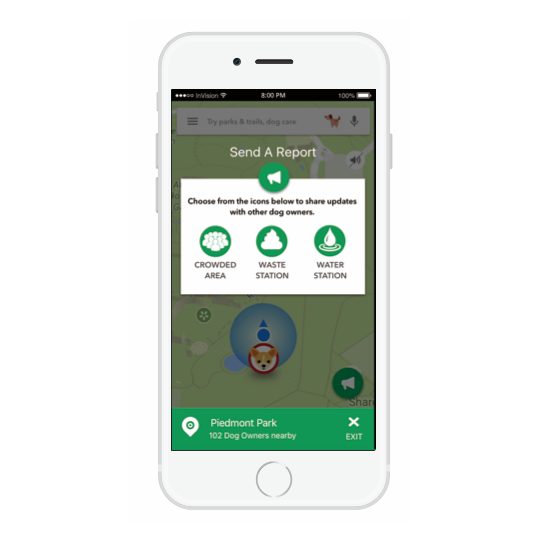 InVision
8:00 PM
100%
Try parks & trails, dog care
Send A Report
Choose from the icons below to share updates
with other dog owners.
CROWDED
AREA
WASTE
STATION
WATER
STATION
Share
Piedmont Park
102 Dog Owners nearby
EXIT